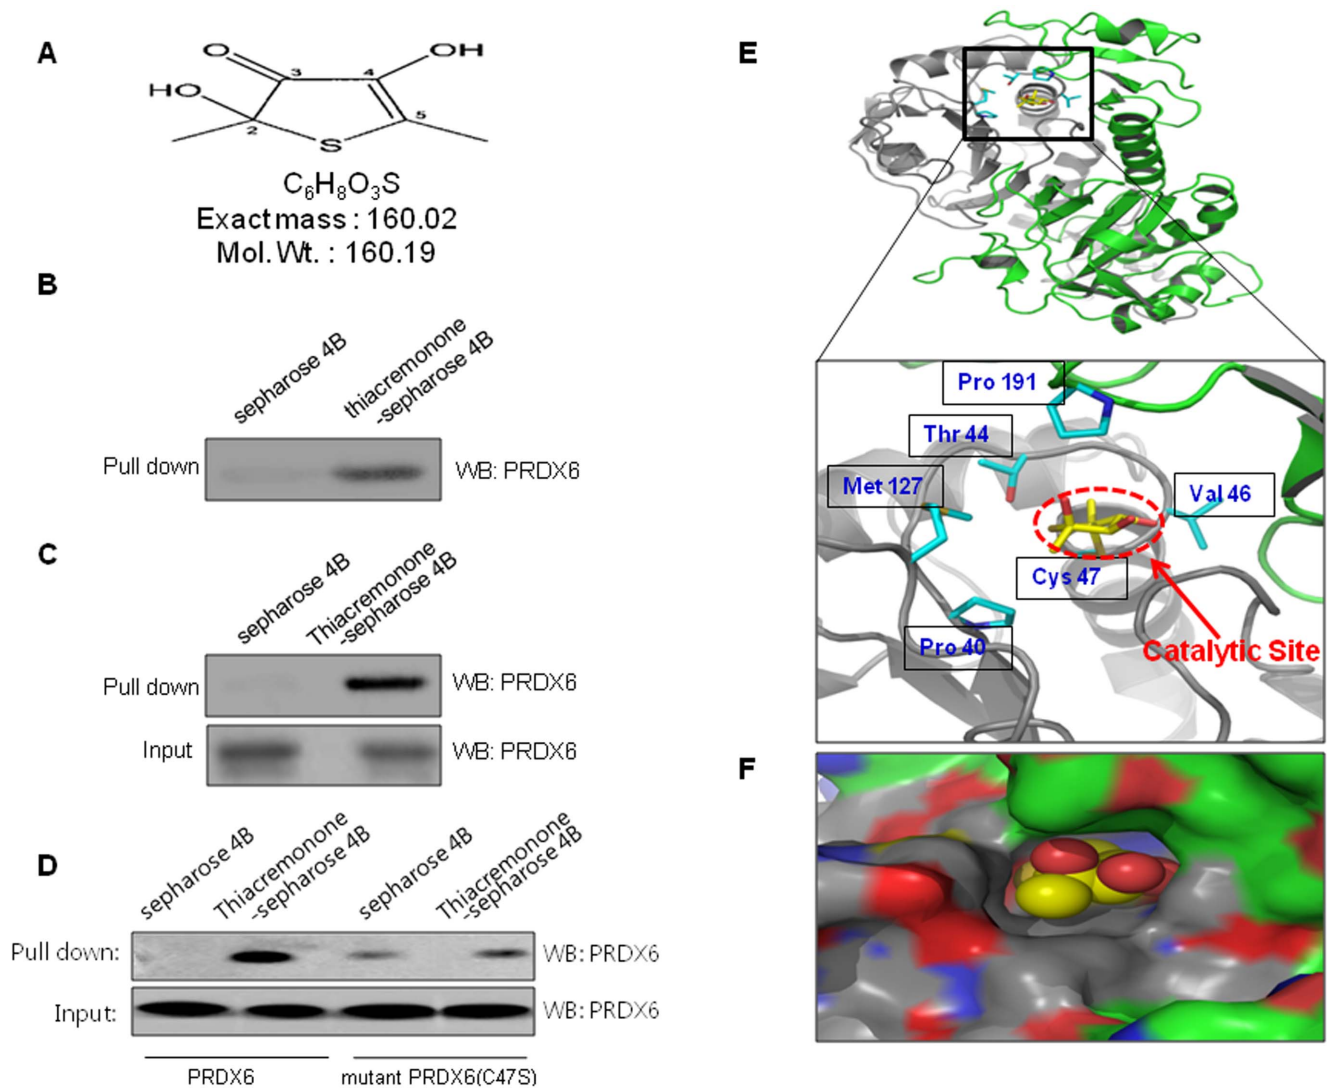 A
O
OH
3
4
HO
2
5
S
C₆H₈O₃S
Exact mass : 160.02
Mol. Wt. : 160.19
B
sepharose 4B
thiacremonone
-sepharose 4B
Pull down
WB: PRDX6
C
sepharose 4B
Thiacremonone
-sepharose 4B
Pull down
WB: PRDX6
Input
WB: PRDX6
D
sepharose 4B
Thiacremonone
-sepharose 4B
sepharose 4B
Thiacremonone
-sepharose 4B
Pull down:
WB: PRDX6
Input:
WB: PRDX6
PRDX6
mutant PRDX6(C47S)
E
Pro 191
Thr 44
Met 127
Val 46
Cys 47
Pro 40
Catalytic Site
F